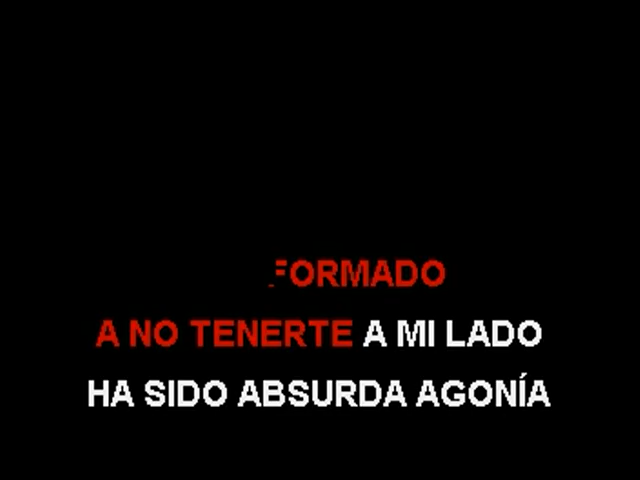 FORMADO
A NO TENERTE A MI LADO
HA SIDO ABSURDA AGONÍA